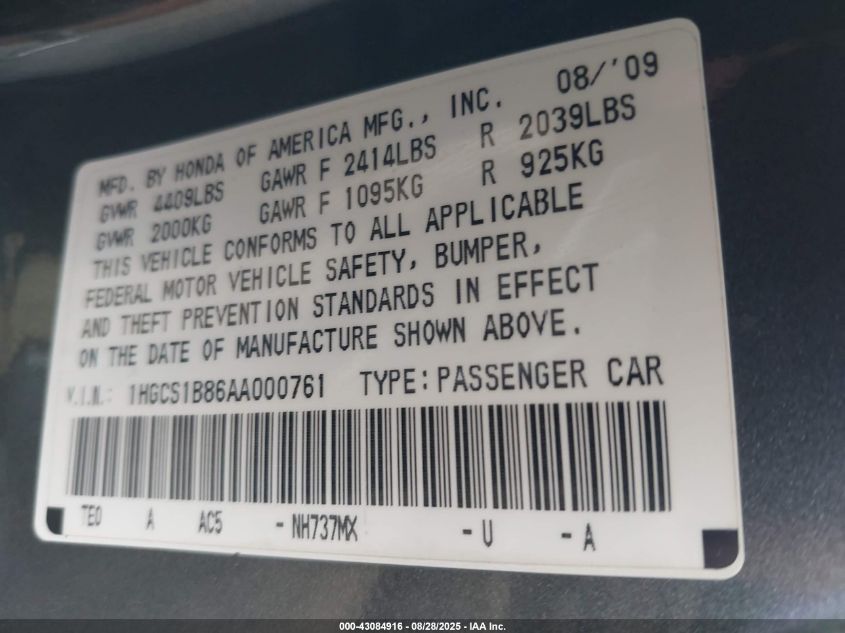 MFD. BY HONDA OF AMERICA MFG., INC. 08/'09
GVWR 4409LBS GAWR F 2414LBS R 2039LBS
GVWR 2000KG GAWR F 1095KG R 925KG
THIS VEHICLE CONFORMS TO ALL APPLICABLE
FEDERAL MOTOR VEHICLE SAFETY, BUMPER,
AND THEFT PREVENTION STANDARDS IN EFFECT
ON THE DATE OF MANUFACTURE SHOWN ABOVE.
V.I.N.: 1HGCS1B86AA000761 TYPE:PASSENGER CAR
TE0 A AC5 -NH737MX -U -A
000-43084916 - 08/28/2025 - IAA Inc.